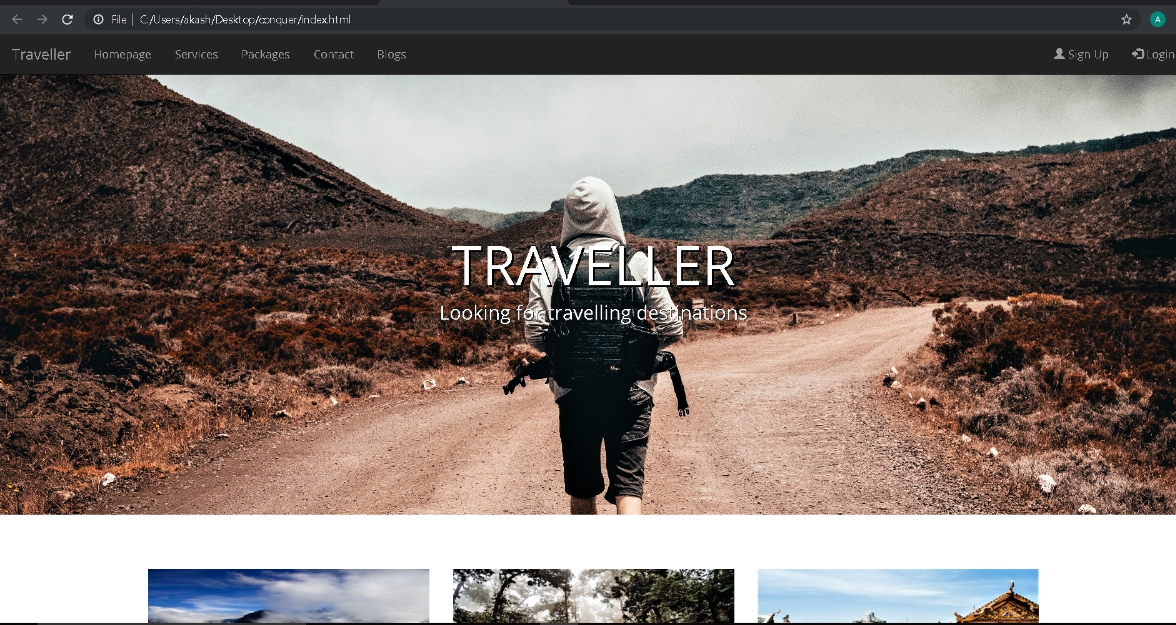 File | C:/Users/akash/Desktop/conquer/index.html
A
Traveller Homepage Services Packages Contact Blogs Sign Up Login
TRAVELLER
Looking for travelling destinations